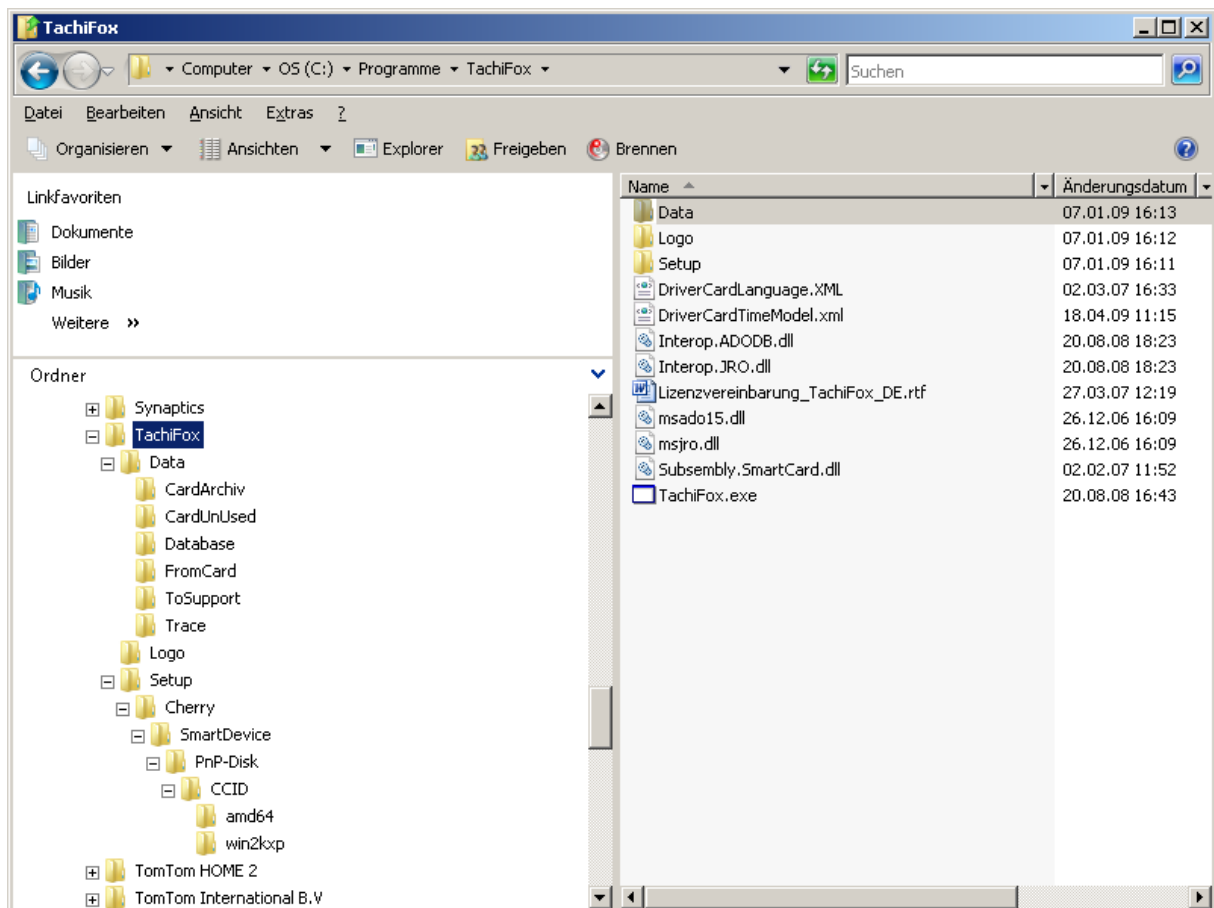 TachiFox
Computer OS (C:) Programme TachiFox Suchen
Datei Bearbeiten Ansicht Extras ?
Organisieren Ansichten Explorer Freigeben Brennen
Linkfavoriten
Dokumente
Bilder
Musik
Weitere »
Ordner
Synaptics
TachiFox
Data
CardArchiv
CardUnUsed
Database
FromCard
ToSupport
Trace
Logo
Setup
Cherry
SmartDevice
PnP-Disk
CCID
amd64
win2kxp
TomTom HOME 2
TomTom International B.V
Name Änderungsdatum
Data 07.01.09 16:13
Logo 07.01.09 16:12
Setup 07.01.09 16:11
DriverCardLanguage.XML 02.03.07 16:33
DriverCardTimeModel.xml 18.04.09 11:15
Interop.ADODB.dll 20.08.08 18:23
Interop.JRO.dll 20.08.08 18:23
Lizenzvereinbarung_TachiFox_DE.rtf 27.03.07 12:19
msado15.dll 26.12.06 16:09
msjro.dll 26.12.06 16:09
Subsembly.SmartCard.dll 02.02.07 11:52
TachiFox.exe 20.08.08 16:43